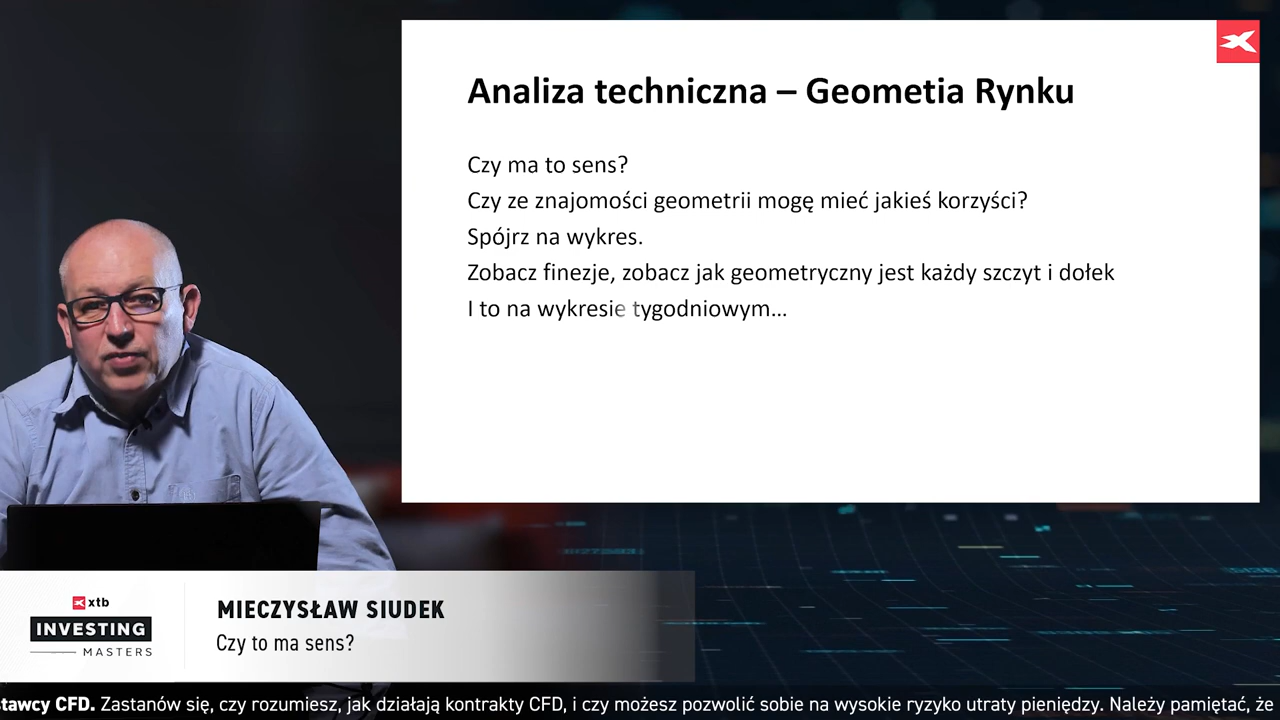 Analiza techniczna – Geometia Rynku
Czy ma to sens?
Czy ze znajomości geometrii mogę mieć jakieś korzyści?
Spójrz na wykres.
Zobacz finezje, zobacz jak geometryczny jest każdy szczyt i dołek
I to na wykresie tygodniowym...
xtb
INVESTING
MASTERS
MIECZYSŁAW SIUDEK
Czy to ma sens?
stawcy CFD. Zastanów się, czy rozumiesz, jak działają kontrakty CFD, i czy możesz pozwolić sobie na wysokie ryzyko utraty pieniędzy. Należy pamiętać, że